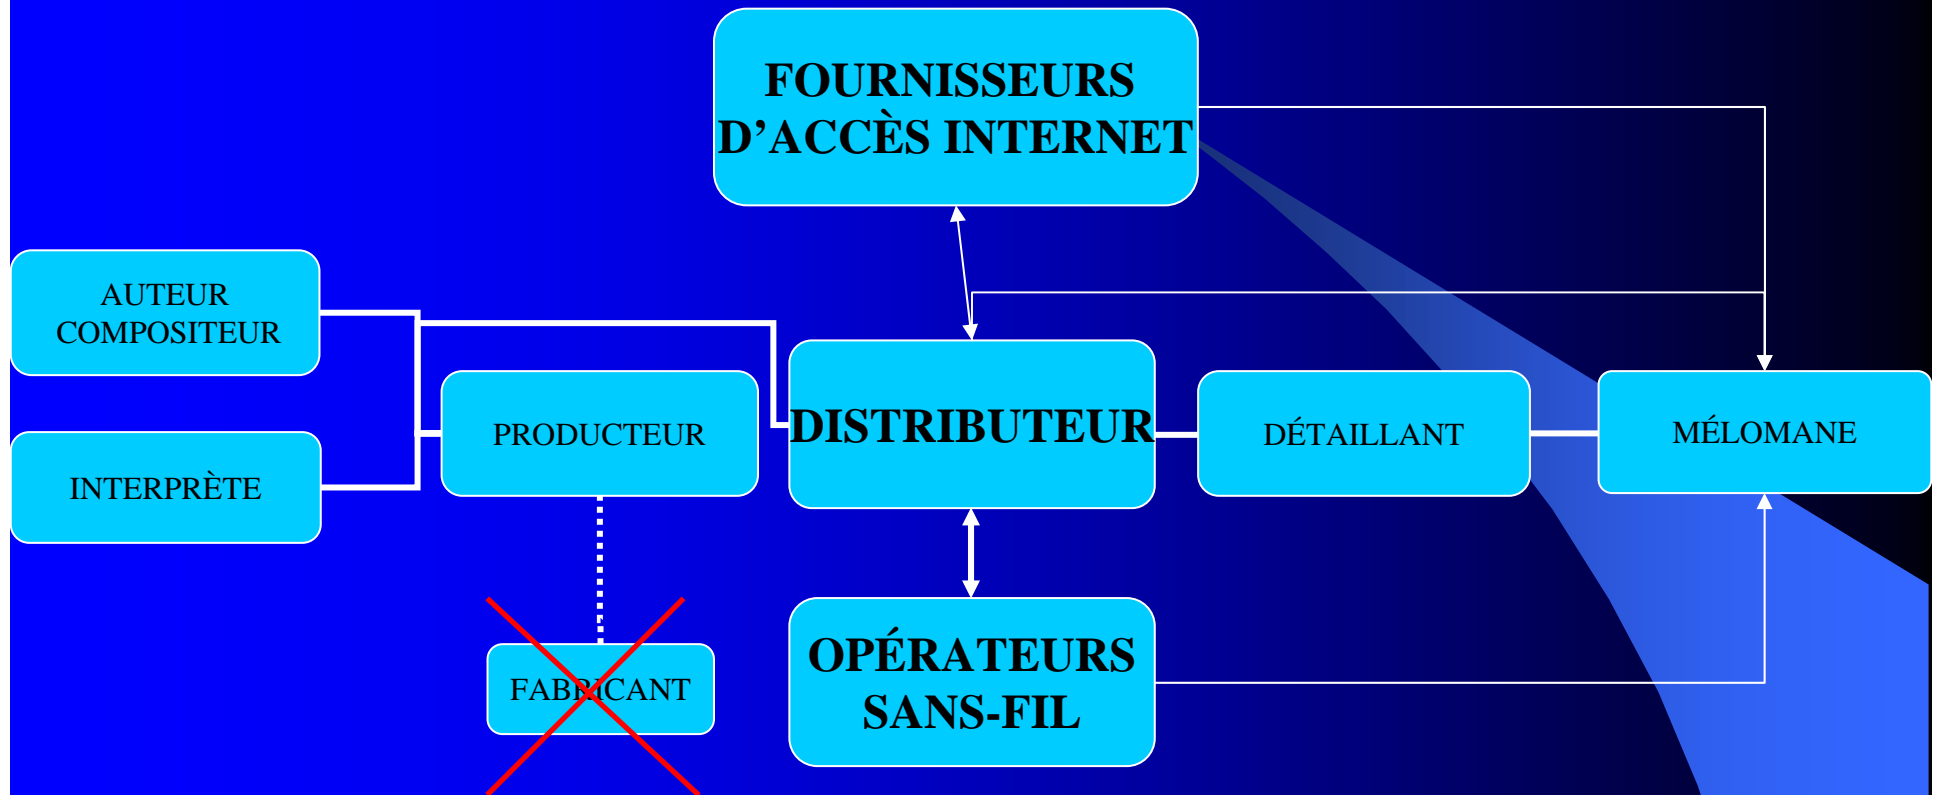 FOURNISSEURS
D’ACCÈS INTERNET
AUTEUR
COMPOSITEUR
INTERPRÈTE
PRODUCTEUR
DISTRIBUTEUR
DÉTAILLANT
MÉLOMANE
FABRICANT
OPÉRATEURS
SANS-FIL